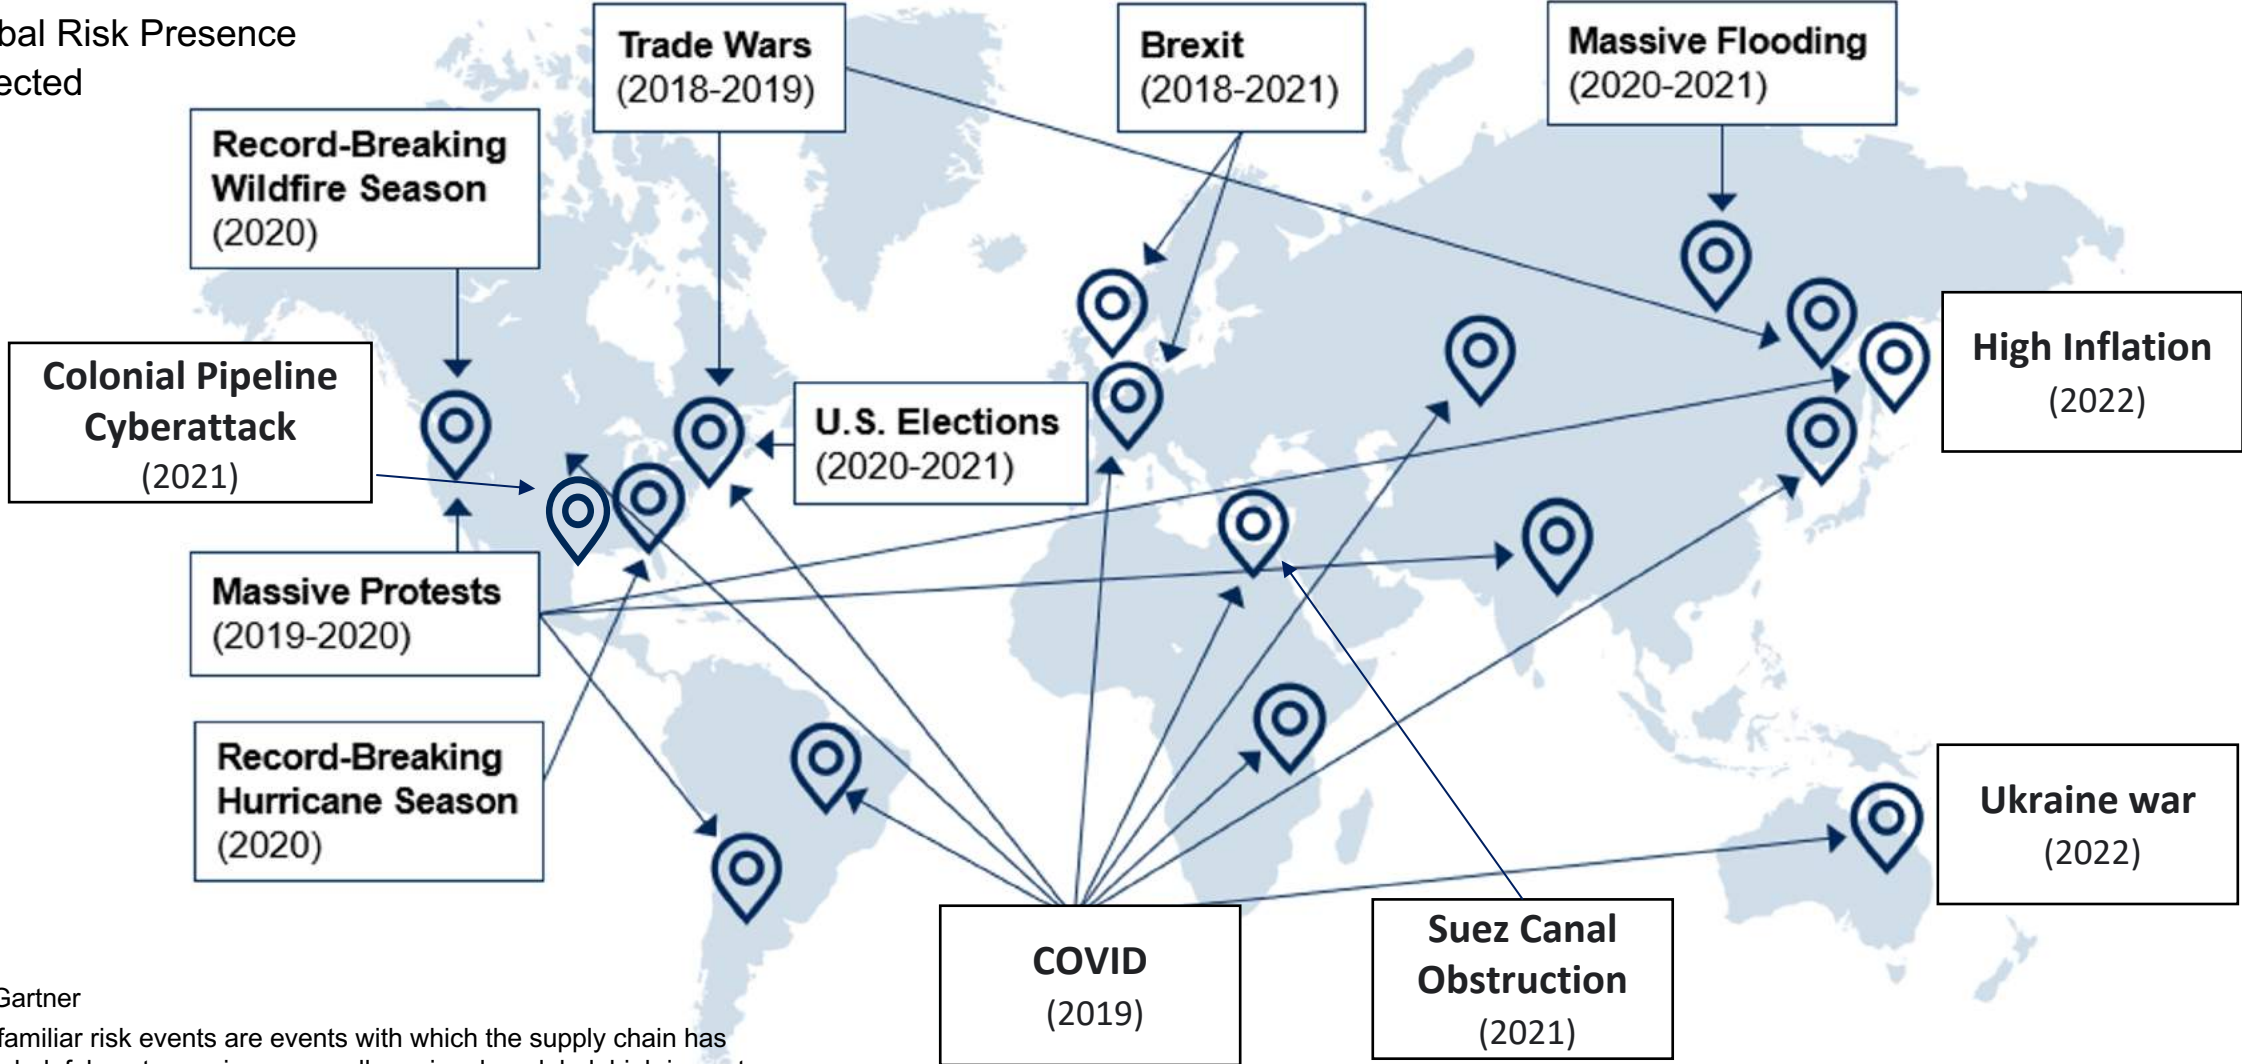 bal Risk Presence
ected
Trade Wars
(2018-2019)
Brexit
(2018-2021)
Massive Flooding
(2020-2021)
Record-Breaking
Wildfire Season
(2020)
High Inflation
(2022)
Colonial Pipeline
Cyberattack
(2021)
U.S. Elections
(2020-2021)
Massive Protests
(2019-2020)
Record-Breaking
Hurricane Season
(2020)
Ukraine war
(2022)
COVID
(2019)
Suez Canal
Obstruction
(2021)
Gartner
familiar risk events are events with which the supply chain has